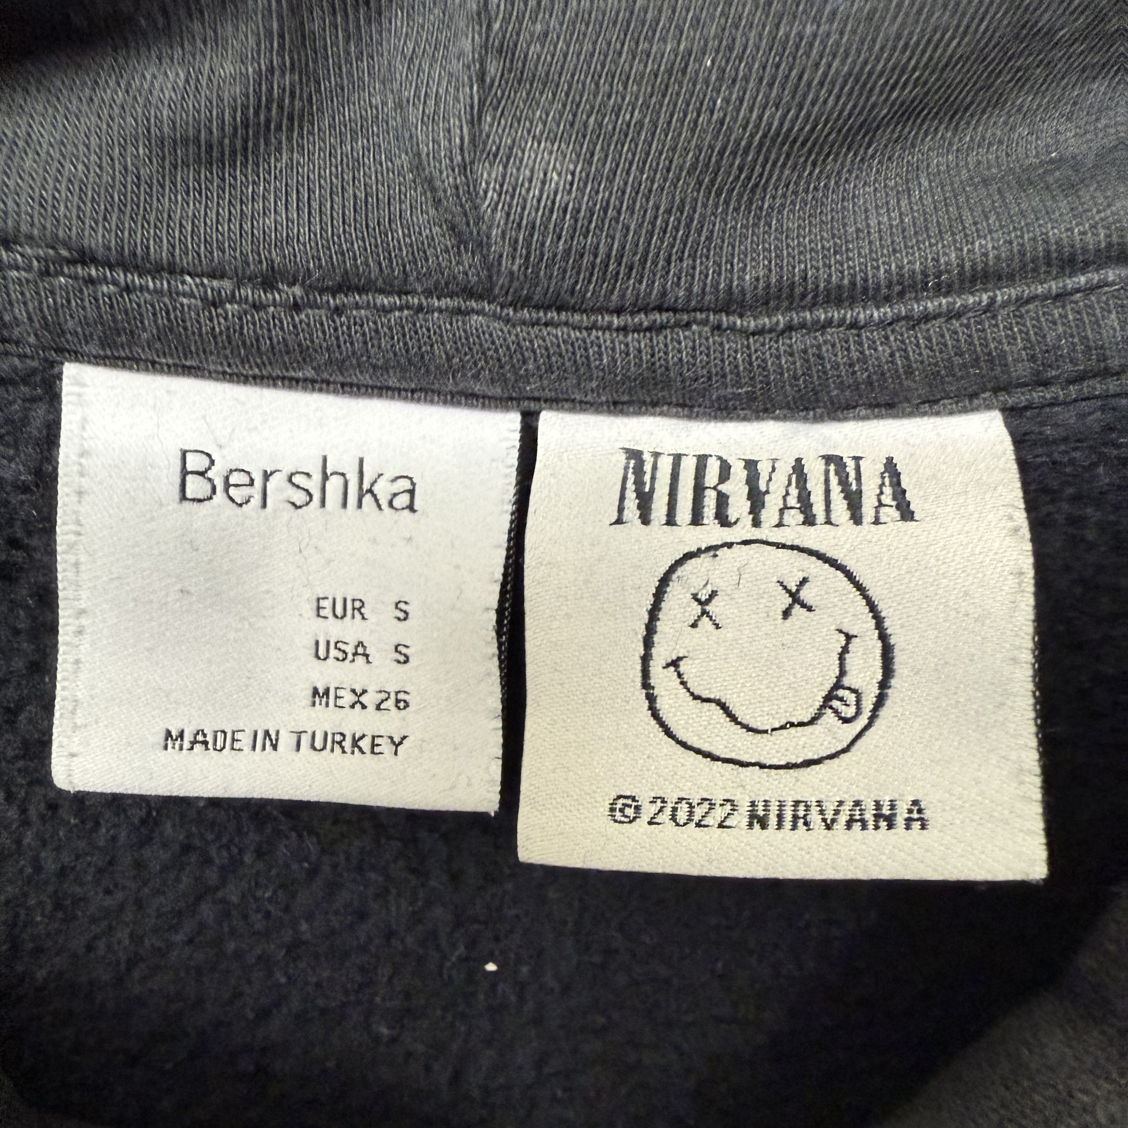 Bershka
EUR S
USA S
MEX 26
MADE IN TURKEY
NIRVANA
©2022 NIRVANA